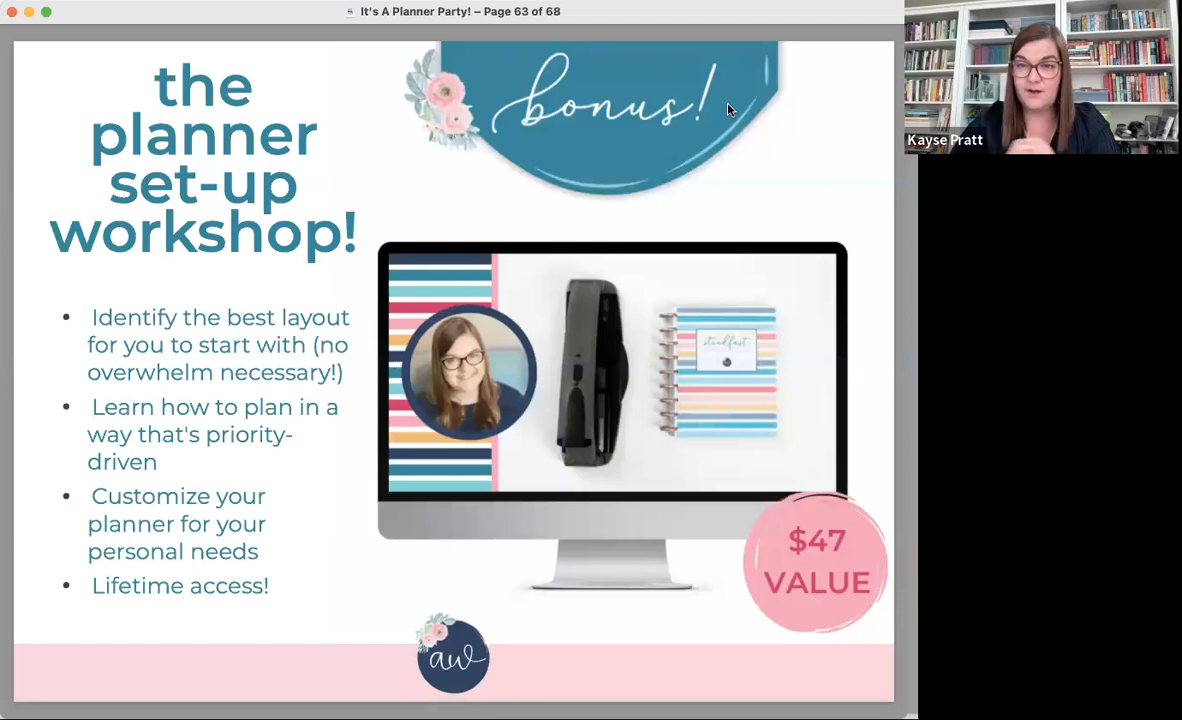 It's A Planner Party! – Page 63 of 68
the
planner
set-up
workshop!
bonus!
Kayse Pratt
• Identify the best layout
for you to start with (no
overwhelm necessary!)
• Learn how to plan in a
way that's priority-
driven
• Customize your
planner for your
personal needs
• Lifetime access!
steadfast
$47
VALUE
aw